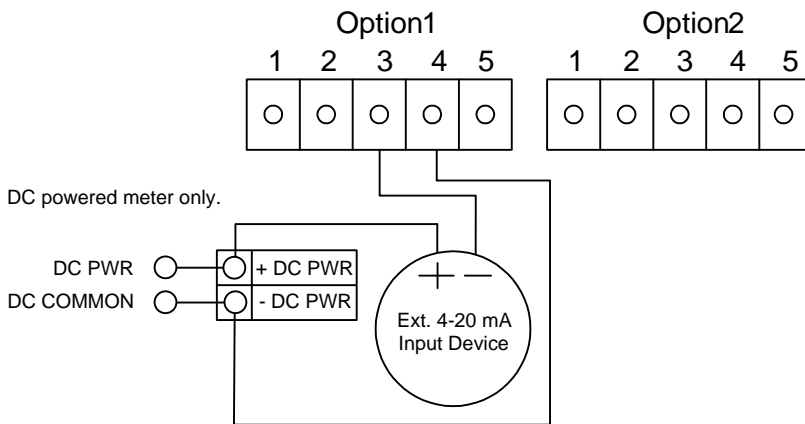 Option1 Option2
1 2 3 4 5 1 2 3 4 5
DC powered meter only.
DC PWR + DC PWR
DC COMMON - DC PWR
+ −
Ext. 4-20 mA
Input Device